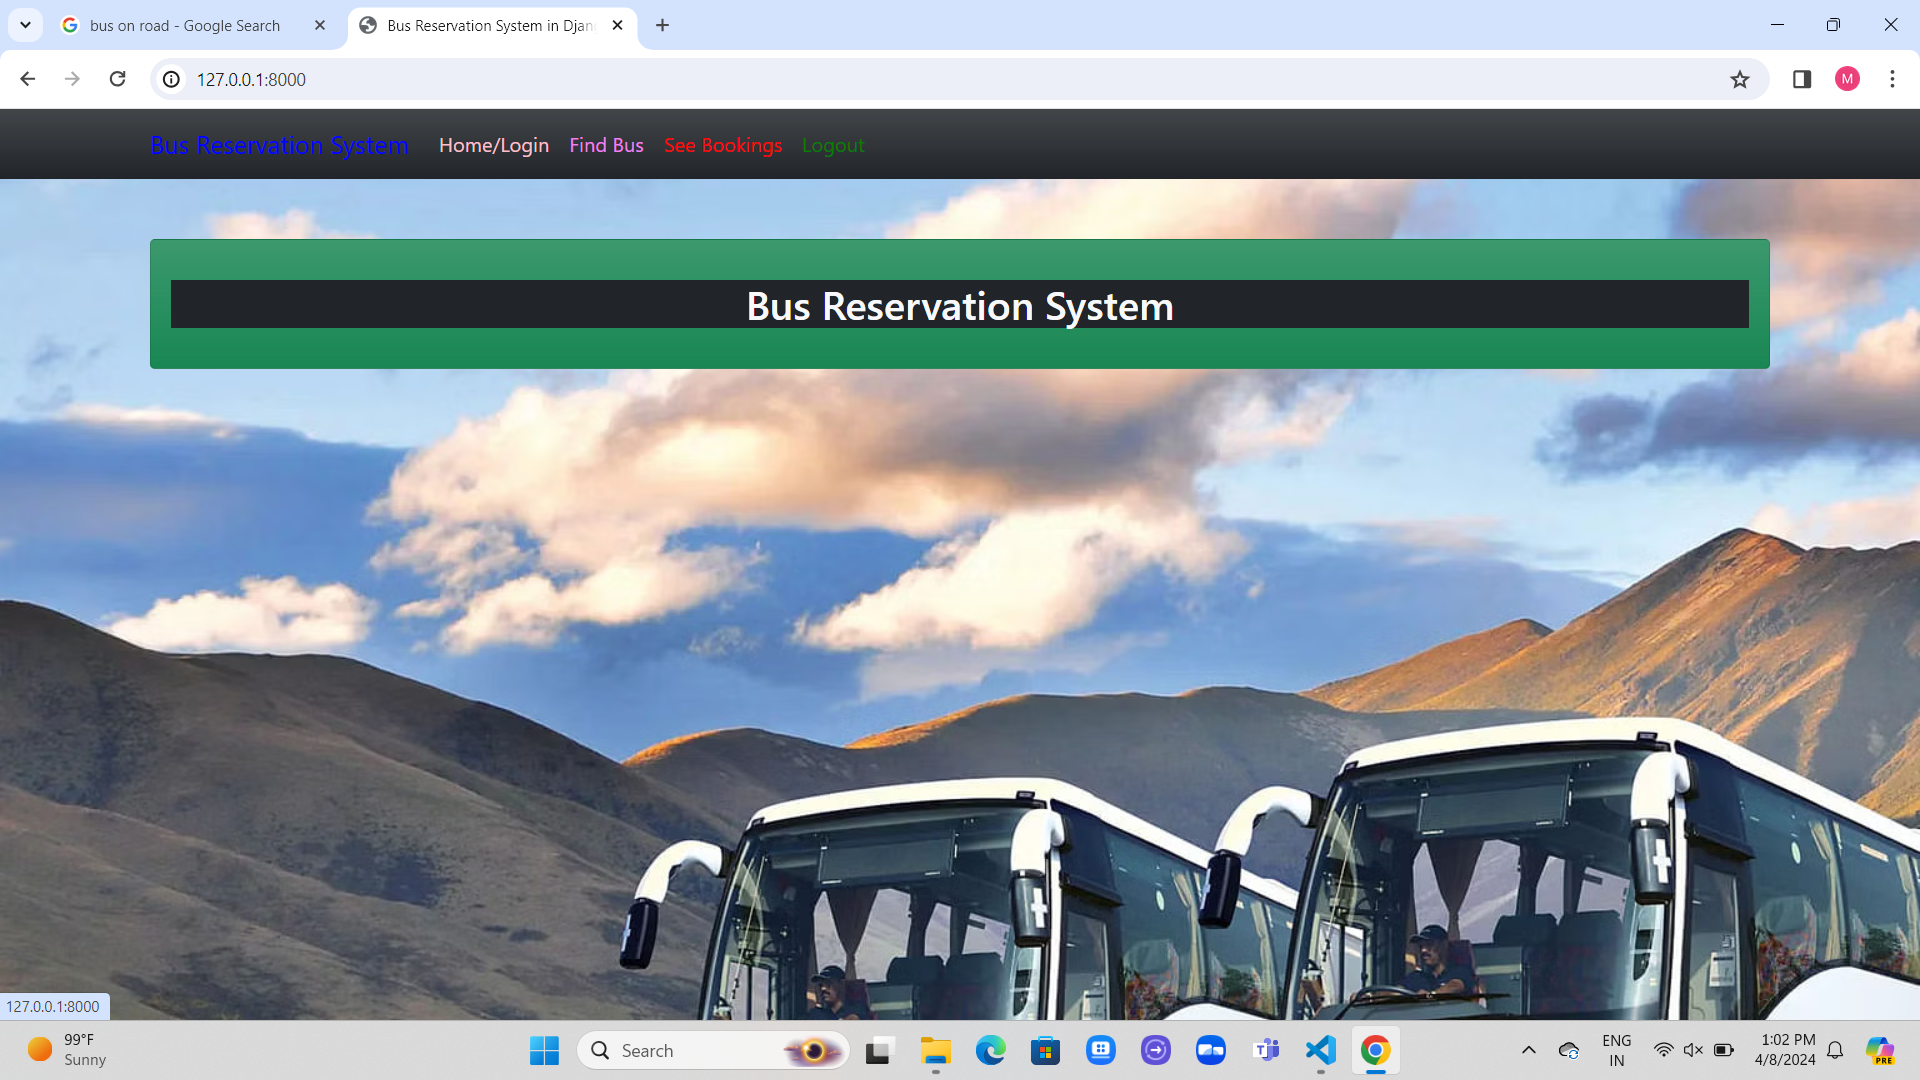 bus on road - Google Search
Bus Reservation System in Djan
127.0.0.1:8000
M
Bus Reservation System Home/Login Find Bus See Bookings Logout
Bus Reservation System
127.0.0.1:8000
99°F
Sunny
Search
ENG
IN
1:02 PM
4/8/2024
PRE